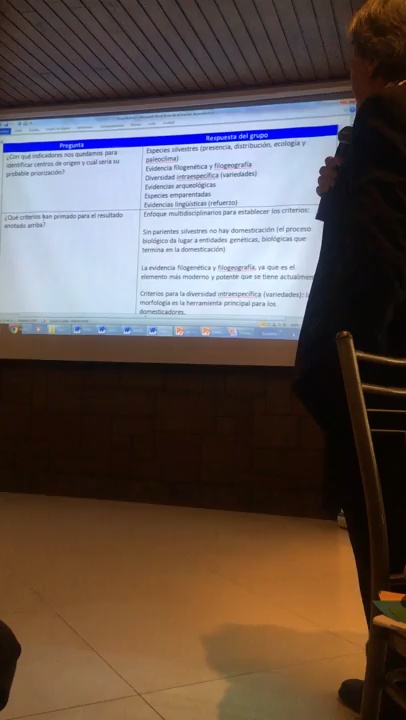 Pregunta
Respuesta del grupo
¿Con qué indicadores nos quedamos para
identificar centros de origen y cuál sería su
probable priorización?
Especies silvestres (presencia, distribución, ecología y
paleoclima)
Evidencia filogenética y filogeografía
Diversidad intraespecífica (variedades)
Evidencias arqueológicas
Especies emparentadas
Evidencias lingüísticas (refuerzo)
¿Qué criterios han primado para el resultado
anotado arriba?
Enfoque multidisciplinarios para establecer los criterios:
Sin parientes silvestres no hay domesticación (el proceso
biológico da lugar a entidades genéticas, biológicas que
termina en la domesticación)
La evidencia filogenética y filogeografía, ya que es el
elemento más moderno y potente que se tiene actualmen
Criterios para la diversidad intraespecífica (variedades): la
morfología es la herramienta principal para los
domesticadores.